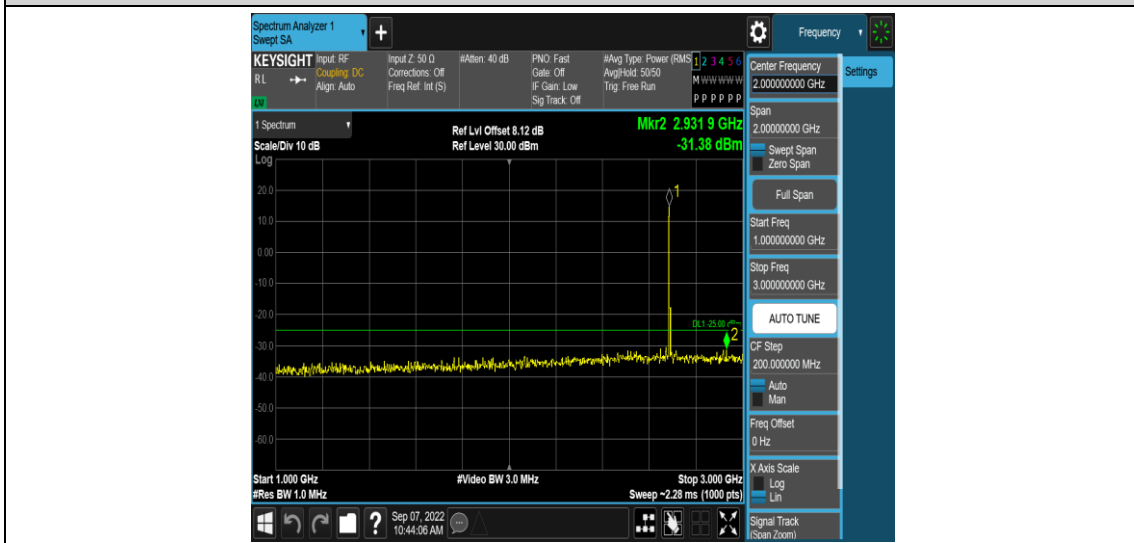 Spectrum Analyzer 1
Swept SA
+
Frequency
KEYSIGHT
RL
Input: RF
Coupling: DC
Align: Auto
Input Z: 50 Ω
Corrections: Off
Freq Ref: Int (S)
#Atten: 40 dB
PNO: Fast
Gate: Off
IF Gain: Low
Sig Track: Off
#Avg Type: Power (RMS
Avg|Hold: 50/50
Trig: Free Run
1 2 3 4 5 6
M W W W W W
P P P P P P
1 Spectrum
Scale/Div 10 dB
Ref Lvl Offset 8.12 dB
Ref Level 30.00 dBm
Mkr2 2.931 9 GHz
-31.38 dBm
Log
20.0
10.0
0.00
-10.0
-20.0
-30.0
-40.0
-50.0
-60.0
1
DL1 -25.00 dBm
2
Start 1.000 GHz
#Res BW 1.0 MHz
#Video BW 3.0 MHz
Stop 3.000 GHz
Sweep ~2.28 ms (1000 pts)
?
Sep 07, 2022
10:44:06 AM
Center Frequency
2.000000000 GHz
Settings
Span
2.00000000 GHz
Swept Span
Zero Span
Full Span
Start Freq
1.000000000 GHz
Stop Freq
3.000000000 GHz
AUTO TUNE
CF Step
200.000000 MHz
Auto
Man
Freq Offset
0 Hz
X Axis Scale
Log
Lin
Signal Track
(Span Zoom)